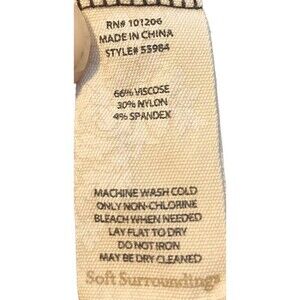 RN# 101206
MADE IN CHINA
STYLE# 55984
66% VISCOSE
30% NYLON
4% SPANDEX
MACHINE WASH COLD
ONLY NON-CHLORINE
BLEACH WHEN NEEDED
LAY FLAT TO DRY
DO NOT IRON
MAY BE DRY CLEANED
Soft Surroundings